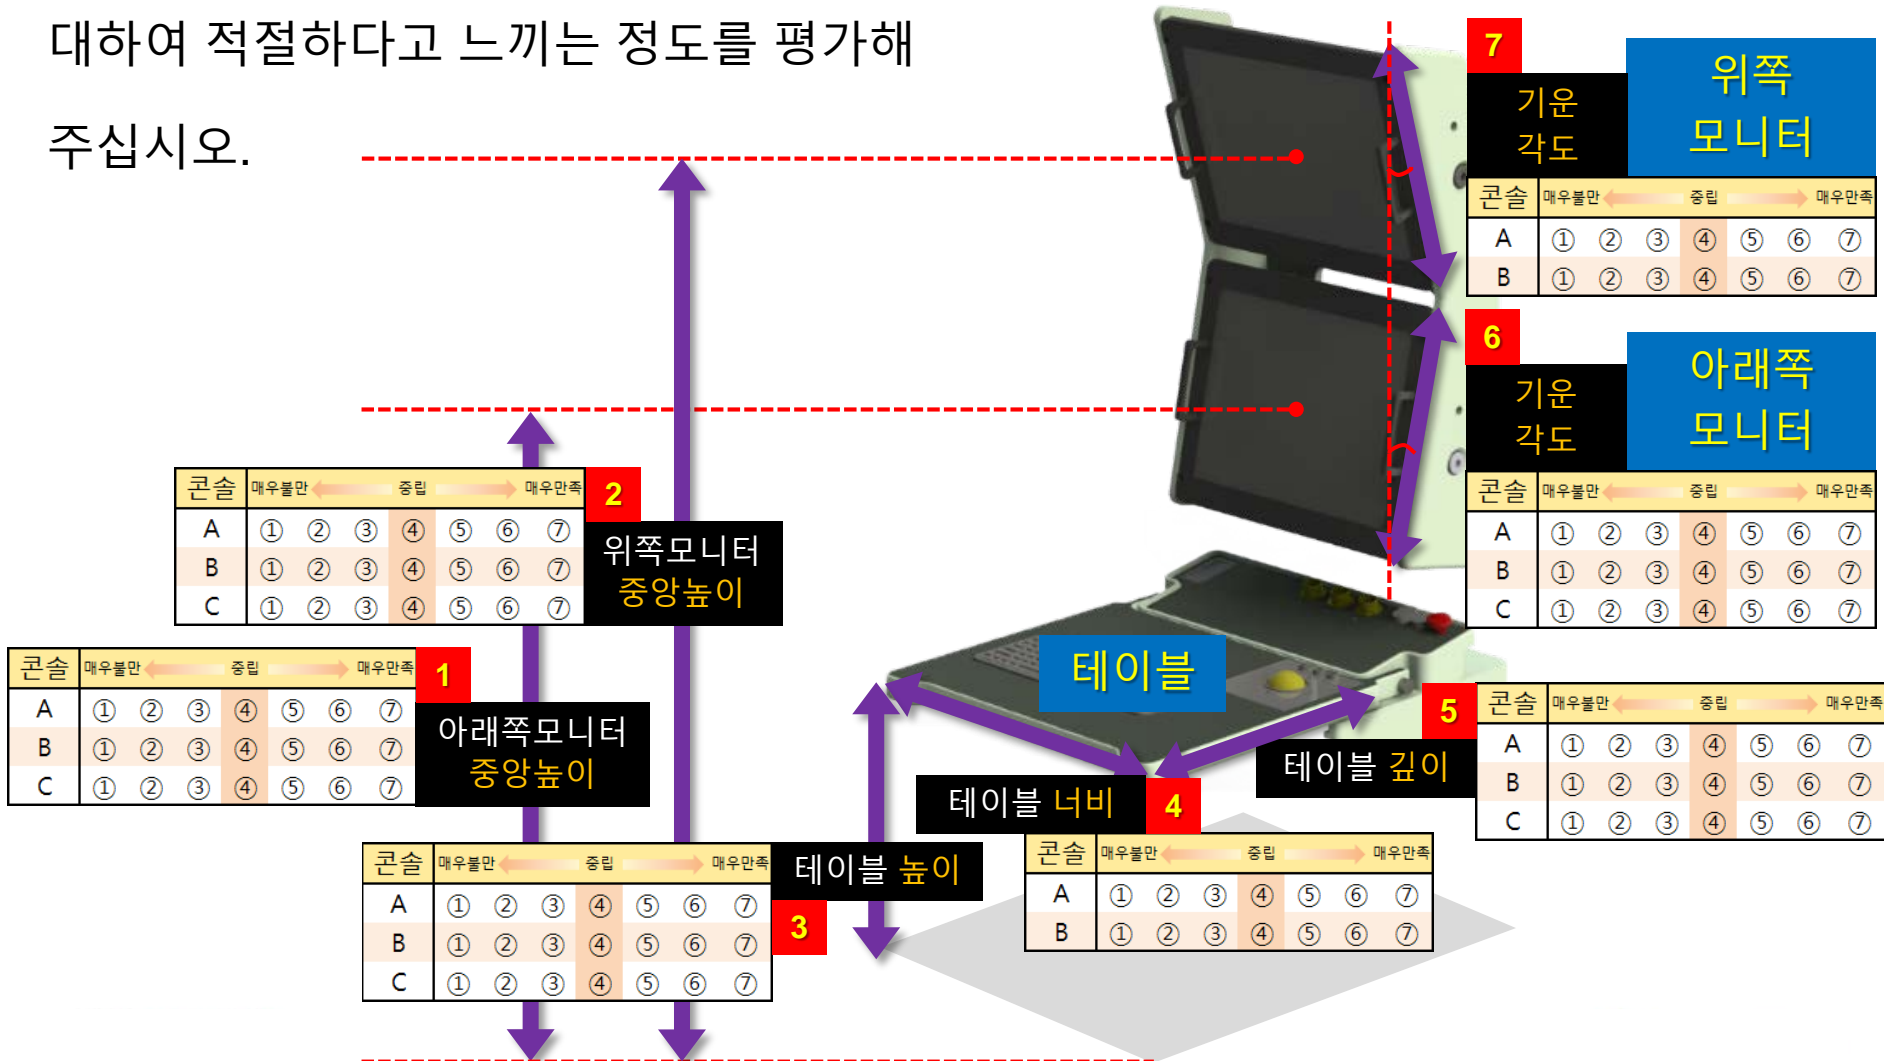 대하여 적절하다고 느끼는 정도를 평가해
주십시오.
7
기운
각도
위쪽
모니터
콘솔 매우불만 중립 매우만족
A ① ② ③ ④ ⑤ ⑥ ⑦
B ① ② ③ ④ ⑤ ⑥ ⑦
6
기운
각도
아래쪽
모니터
콘솔 매우불만 중립 매우만족
A ① ② ③ ④ ⑤ ⑥ ⑦
B ① ② ③ ④ ⑤ ⑥ ⑦
C ① ② ③ ④ ⑤ ⑥ ⑦
콘솔 매우불만 중립 매우만족
A ① ② ③ ④ ⑤ ⑥ ⑦
B ① ② ③ ④ ⑤ ⑥ ⑦
C ① ② ③ ④ ⑤ ⑥ ⑦
2
위쪽모니터
중앙높이
콘솔 매우불만 중립 매우만족
A ① ② ③ ④ ⑤ ⑥ ⑦
B ① ② ③ ④ ⑤ ⑥ ⑦
C ① ② ③ ④ ⑤ ⑥ ⑦
1
아래쪽모니터
중앙높이
테이블
5
테이블 깊이
콘솔 매우불만 중립 매우만족
A ① ② ③ ④ ⑤ ⑥ ⑦
B ① ② ③ ④ ⑤ ⑥ ⑦
C ① ② ③ ④ ⑤ ⑥ ⑦
테이블 너비
4
콘솔 매우불만 중립 매우만족
A ① ② ③ ④ ⑤ ⑥ ⑦
B ① ② ③ ④ ⑤ ⑥ ⑦
콘솔 매우불만 중립 매우만족
A ① ② ③ ④ ⑤ ⑥ ⑦
B ① ② ③ ④ ⑤ ⑥ ⑦
C ① ② ③ ④ ⑤ ⑥ ⑦
테이블 높이
3